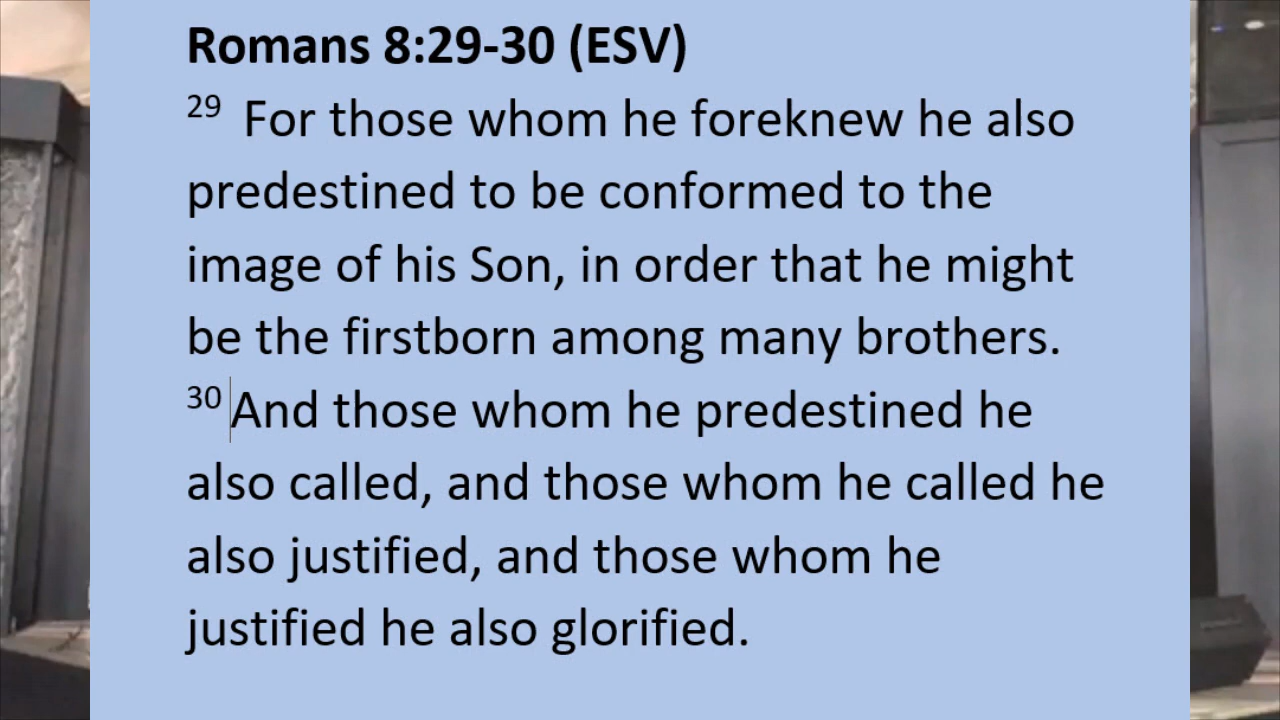 Romans 8:29-30 (ESV)
29 For those whom he foreknew he also
predestined to be conformed to the
image of his Son, in order that he might
be the firstborn among many brothers.
30 And those whom he predestined he
also called, and those whom he called he
also justified, and those whom he
justified he also glorified.